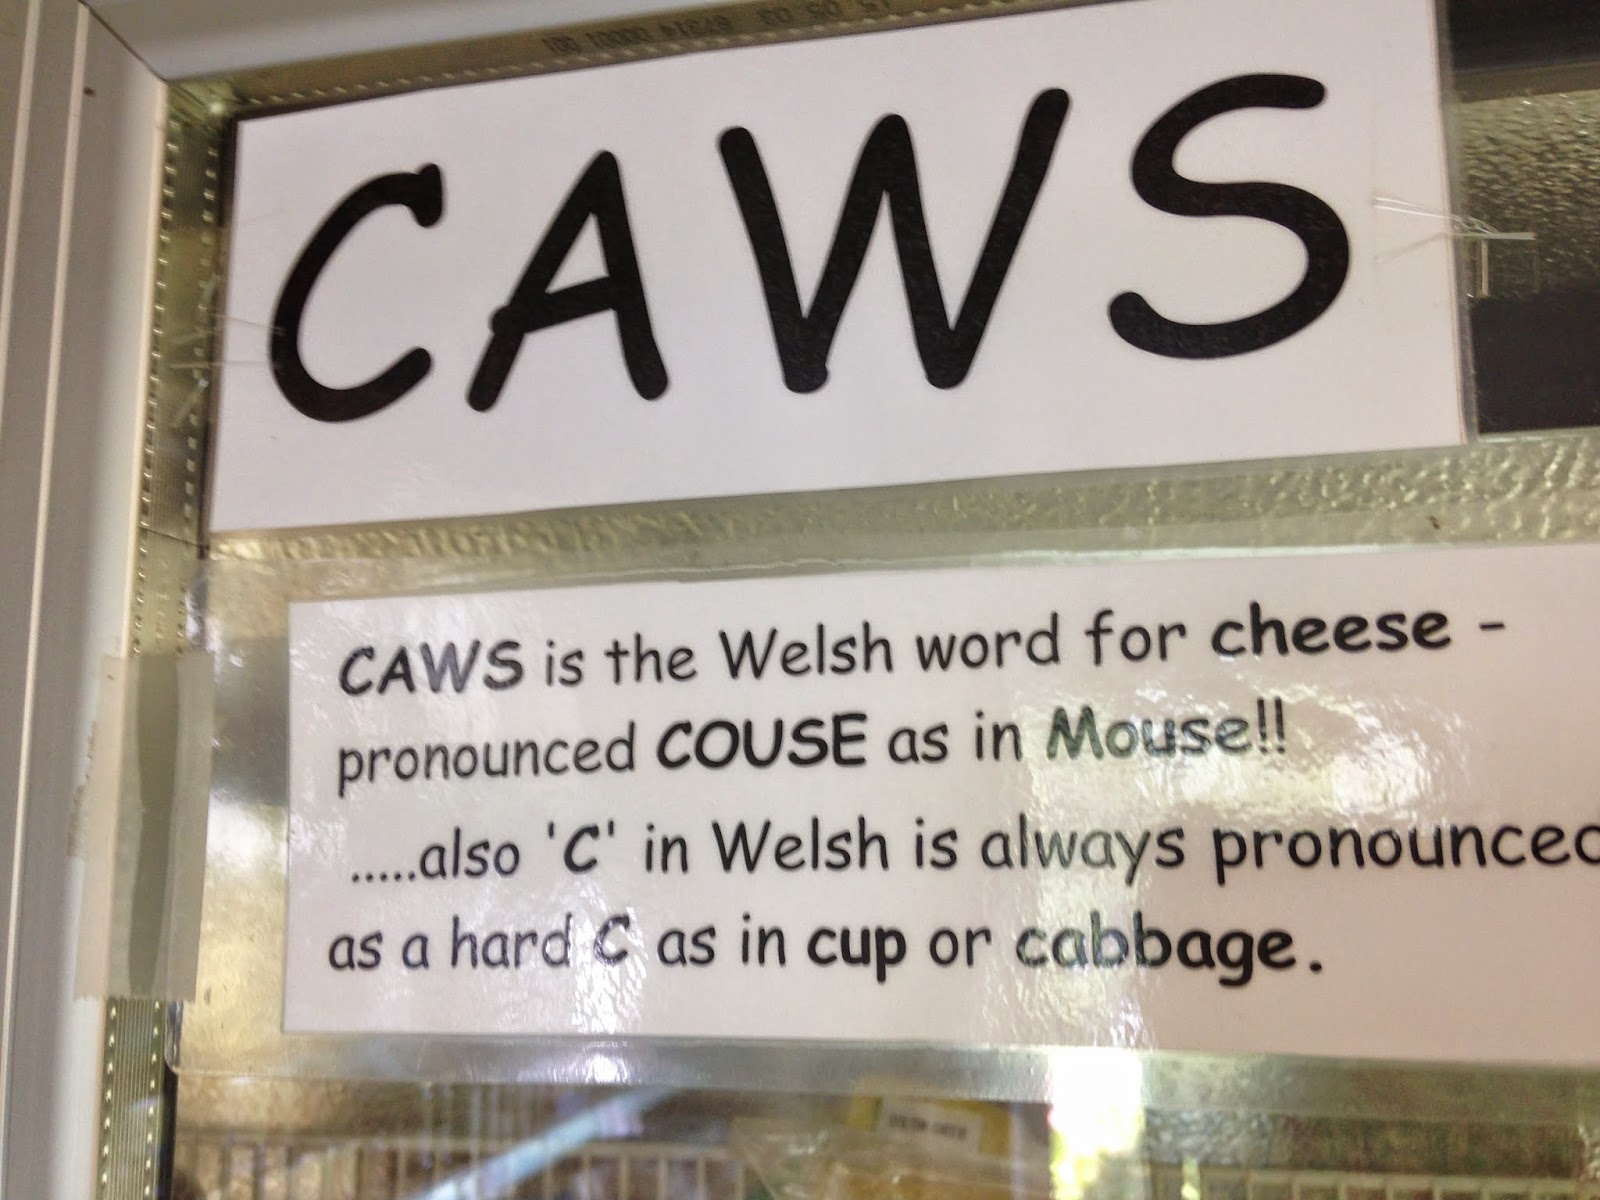 CAWS
CAWS is the Welsh word for cheese -
pronounced COUSE as in Mouse!!
.....also 'C' in Welsh is always pronounced
as a hard C as in cup or cabbage.